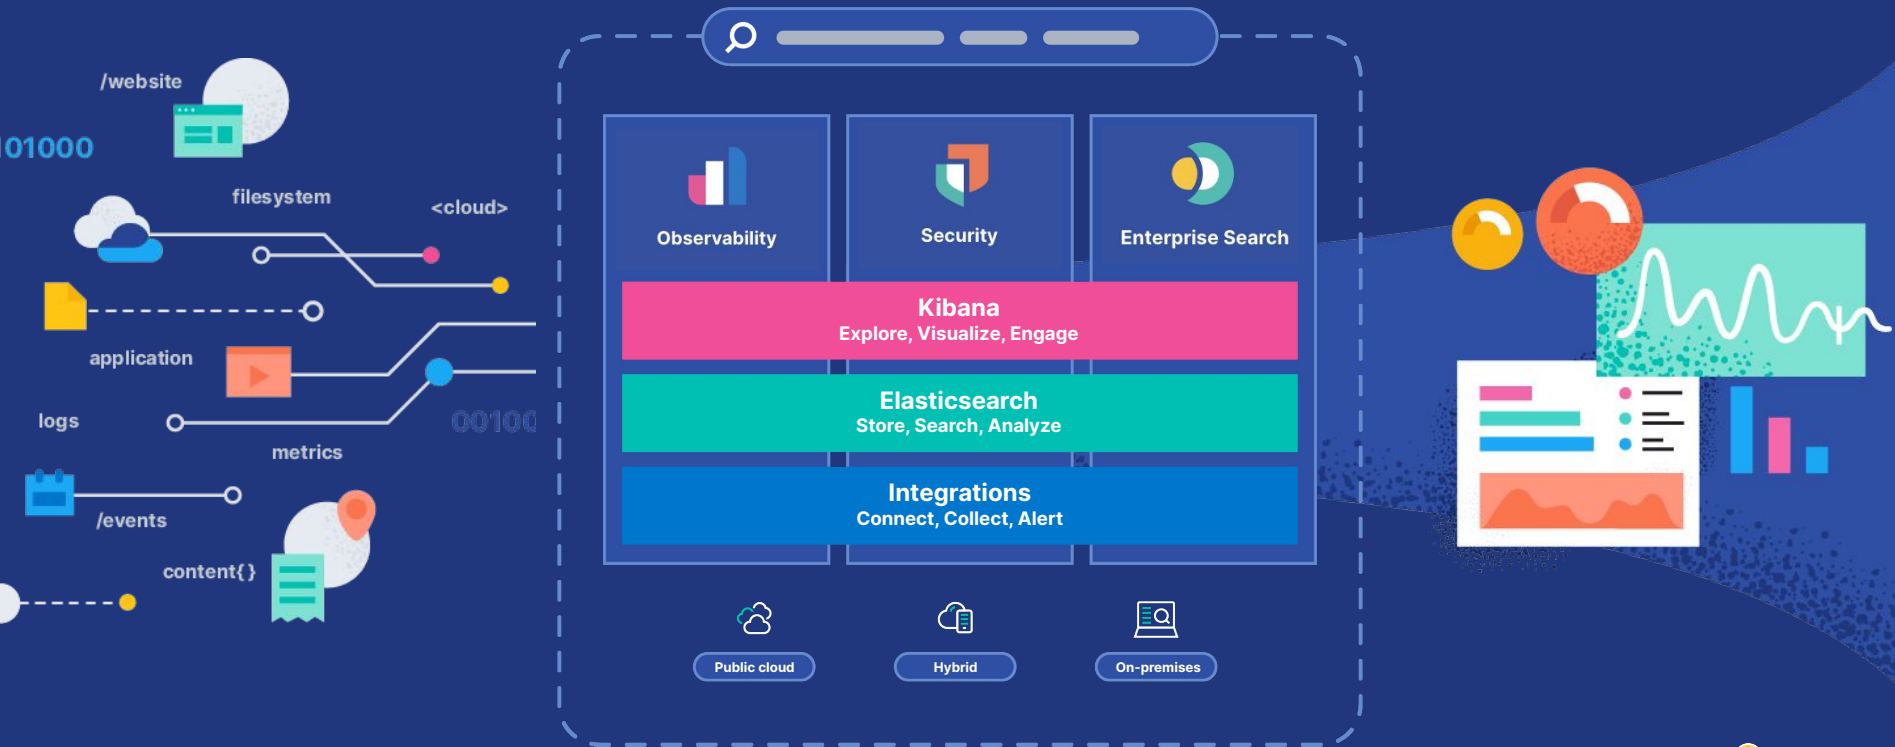 /website
101000
filesystem
<cloud>
application
logs
00100
metrics
/events
content{}
Observability
Security
Enterprise Search
Kibana
Explore, Visualize, Engage
Elasticsearch
Store, Search, Analyze
Integrations
Connect, Collect, Alert
Public cloud
Hybrid
On-premises